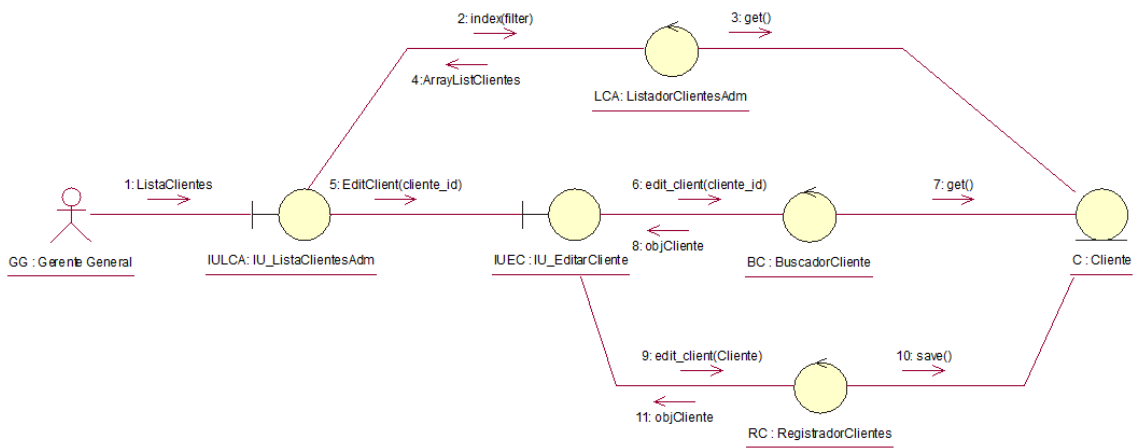 2: index(filter)
3: get()
4:ArrayListClientes
LCA: ListadorClientesAdm
1: ListaClientes
5: EditClient(cliente_id)
6: edit_client(cliente_id)
7: get()
8: objCliente
GG : Gerente General
IULCA: IU_ListaClientesAdm
IUEC : IU_EditarCliente
BC : BuscadorCliente
C : Cliente
9: edit_client(Cliente)
10: save()
11: objCliente
RC : RegistradorClientes